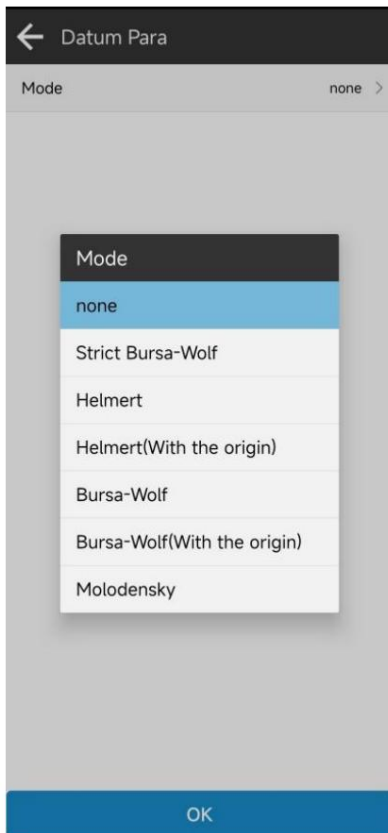 Datum Para
Mode none
Mode
none
Strict Bursa-Wolf
Helmert
Helmert(With the origin)
Bursa-Wolf
Bursa-Wolf(With the origin)
Molodensky
OK